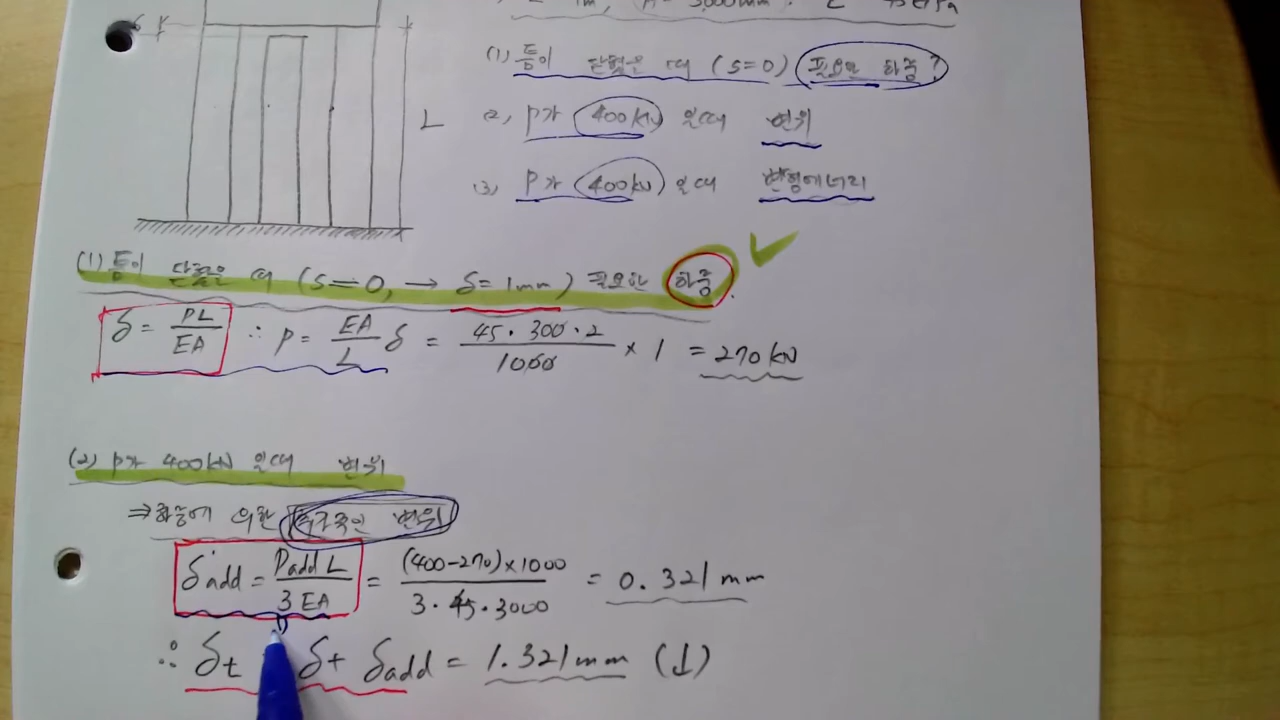 (1) 틈이 닫혔을 때 (s=0) 필요한 하중?
L
(2) P가 400kN 일때 변위
(3) P가 400kN 일때 변형에너지
(1) 틈이 닫혔을 때 (s=0, → δ=1mm) 필요한 하중.
δ = PL/EA ∴ P = EA/L δ = 45·300·2/1000 × 1 = 270kN
(2) P가 400kN 일때 변위
⇒ 하중에 의한 변위
δadd = Padd L/3EA = (400-270)×1000/3·45·3000 = 0.321mm
∴ δt δ+ δadd = 1.321mm (↓)